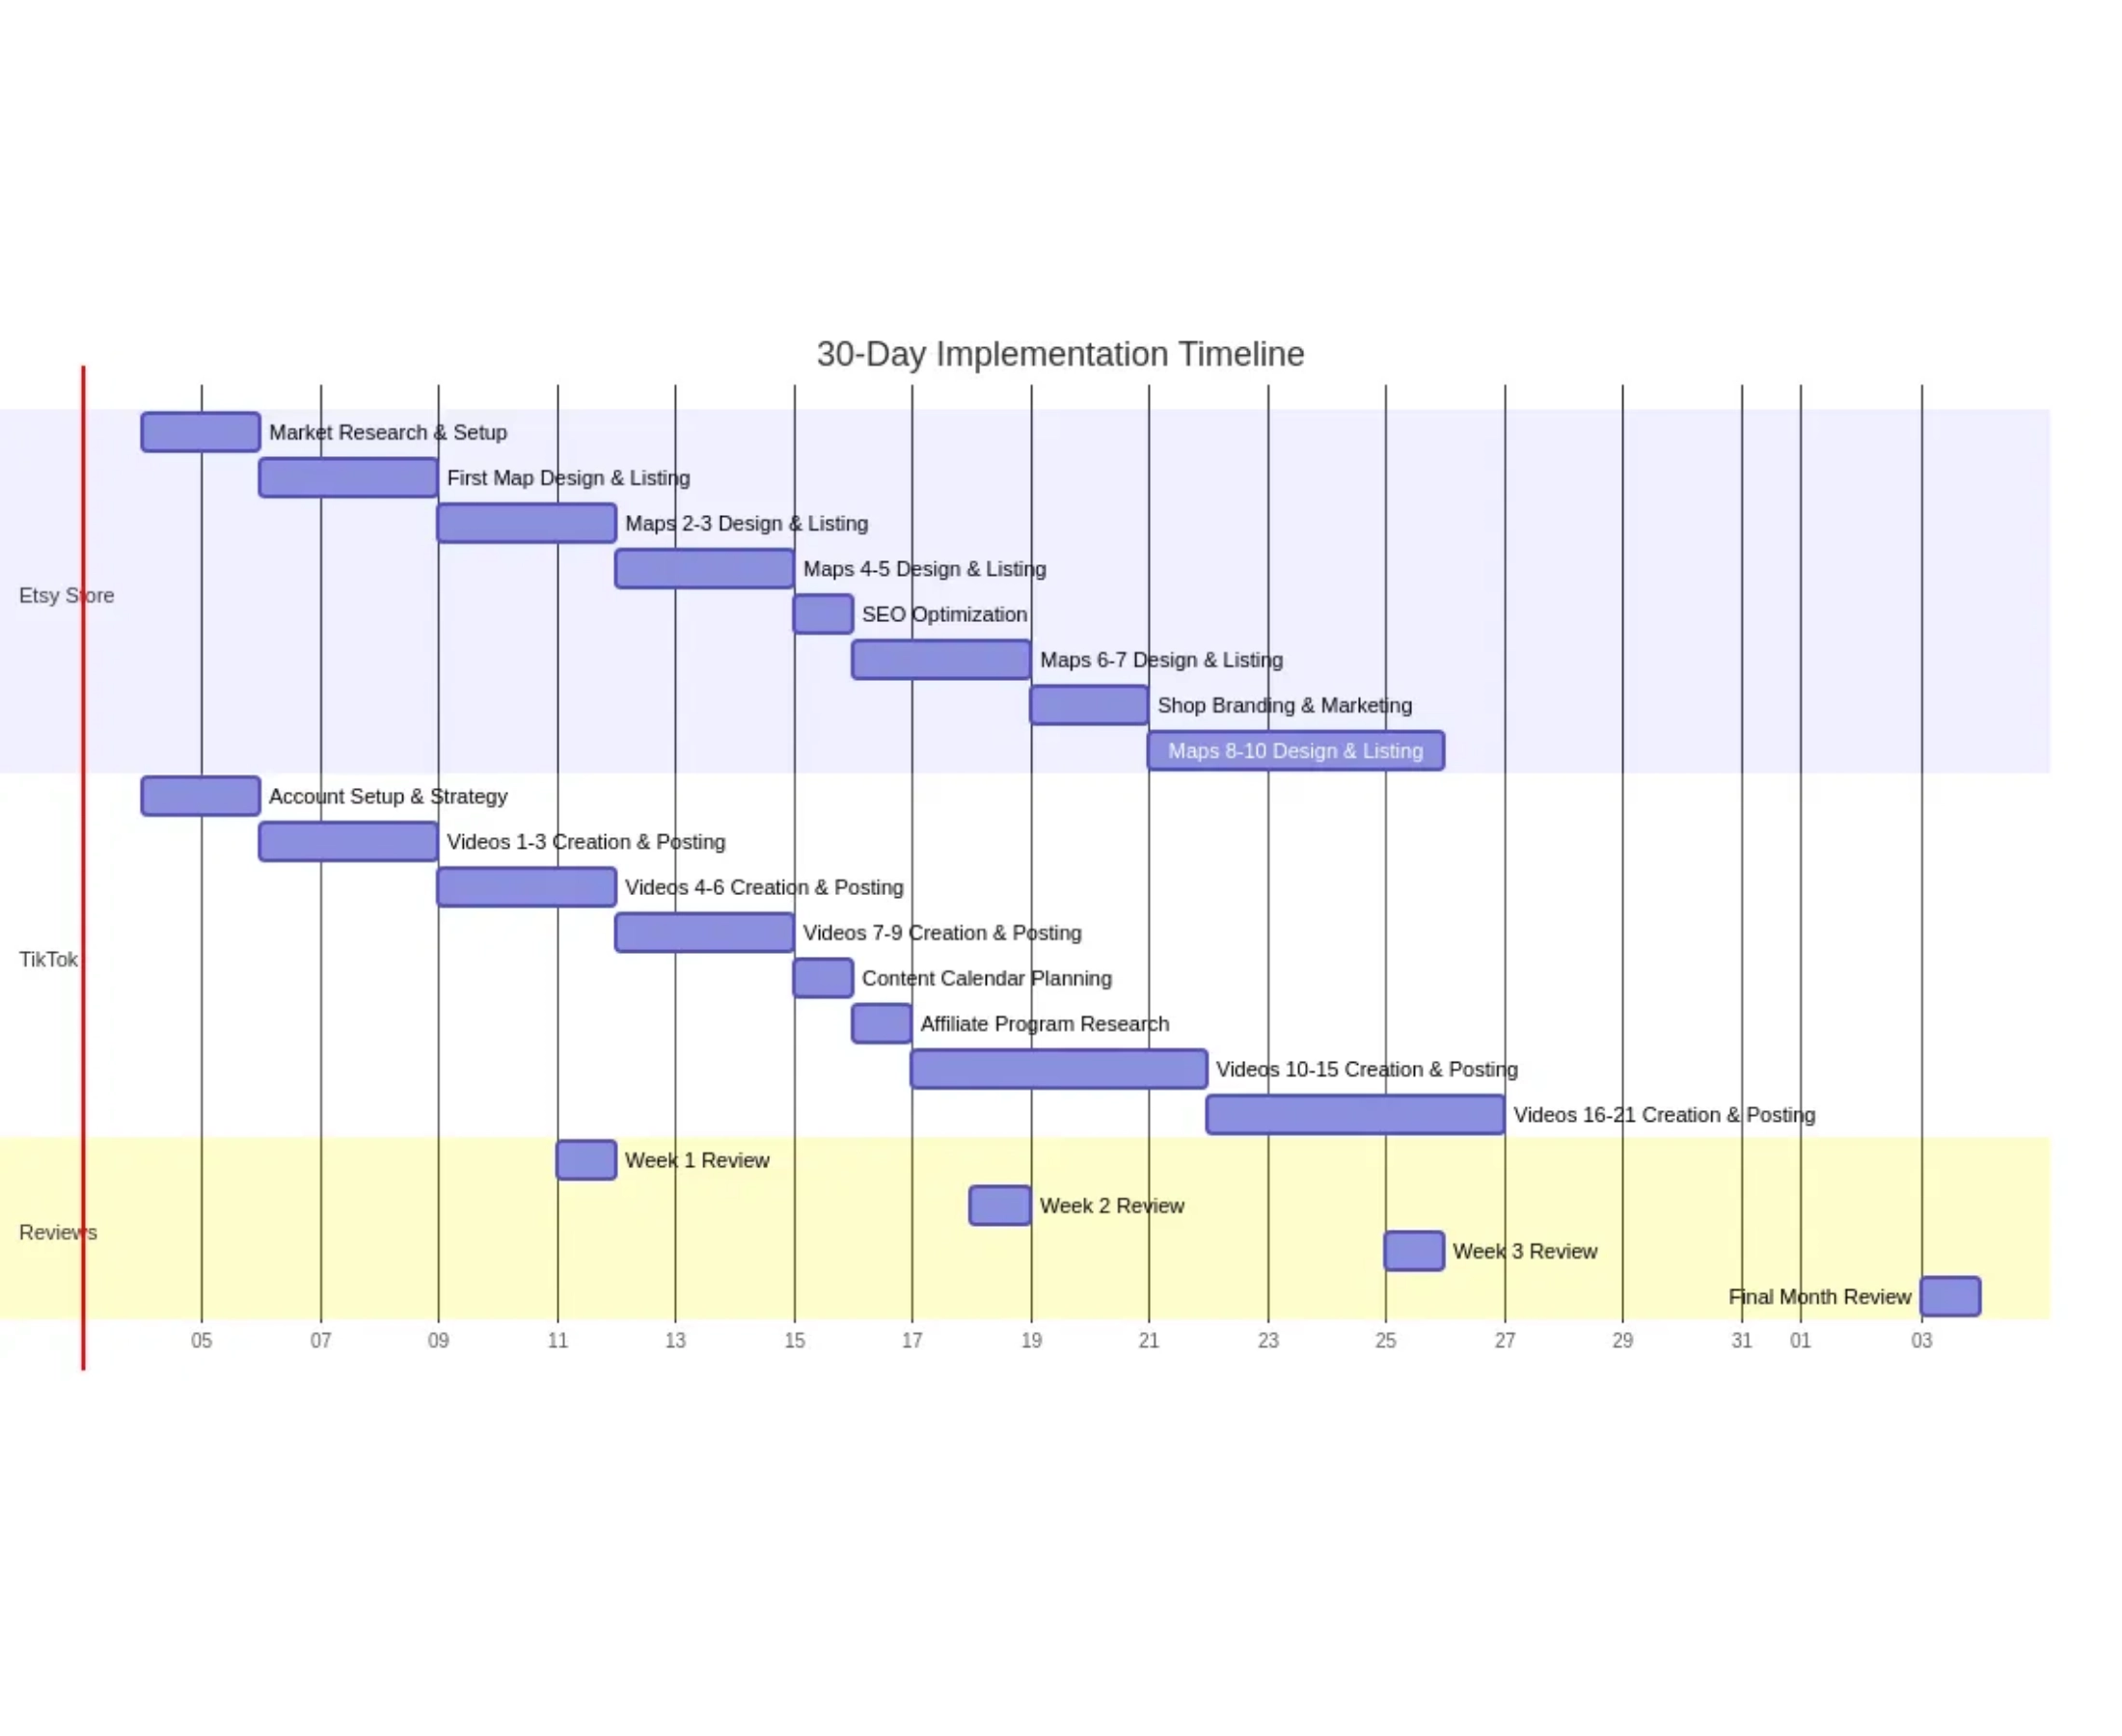 30-Day Implementation Timeline
Etsy Store
Market Research & Setup
First Map Design & Listing
Maps 2-3 Design & Listing
Maps 4-5 Design & Listing
SEO Optimization
Maps 6-7 Design & Listing
Shop Branding & Marketing
Maps 8-10 Design & Listing
TikTok
Account Setup & Strategy
Videos 1-3 Creation & Posting
Videos 4-6 Creation & Posting
Videos 7-9 Creation & Posting
Content Calendar Planning
Affiliate Program Research
Videos 10-15 Creation & Posting
Videos 16-21 Creation & Posting
Reviews
Week 1 Review
Week 2 Review
Week 3 Review
Final Month Review
05 07 09 11 13 15 17 19 21 23 25 27 29 31 01 03